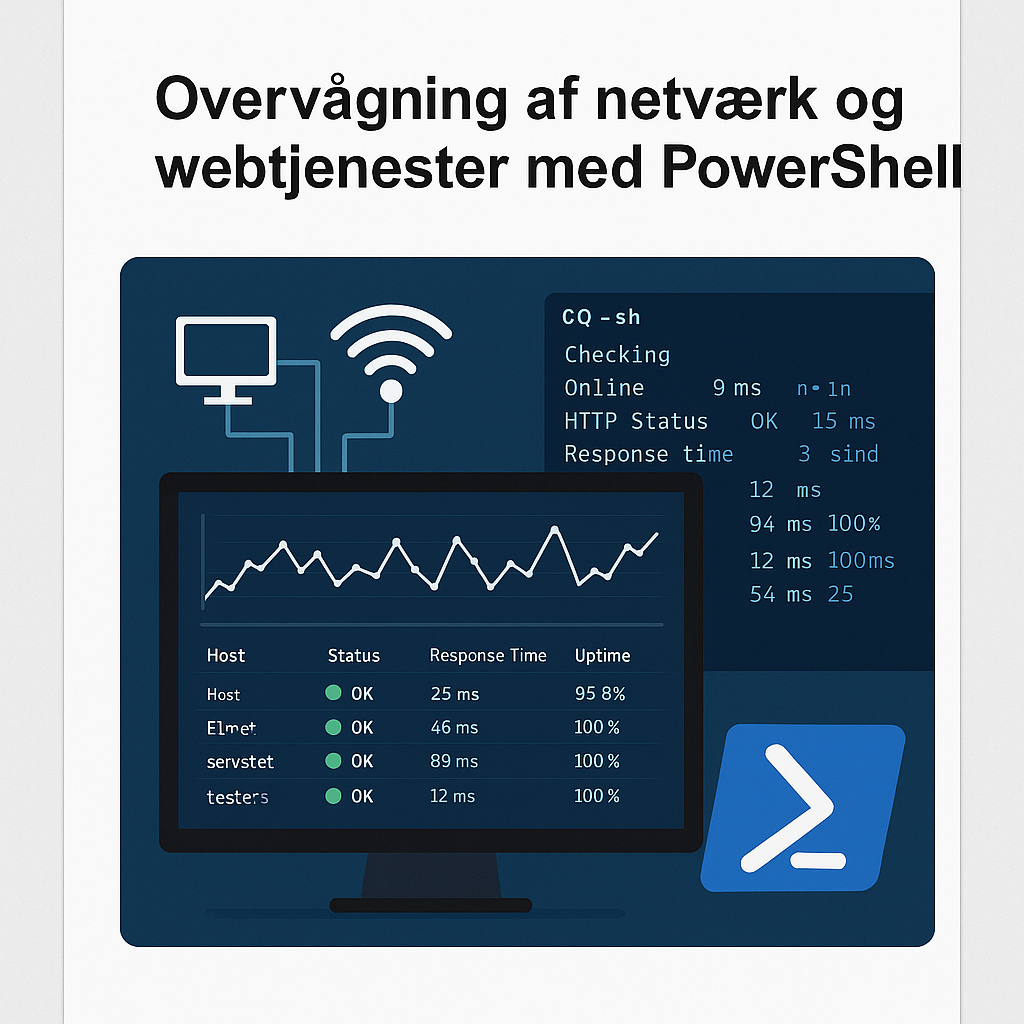 Overvågning af netværk og
webtjenester med PowerShell
CQ - sh
Checking
Online 9 ms n•1n
HTTP Status OK 15 ms
Response time 3 sind
12 ms
94 ms 100%
12 ms 100ms
54 ms 25
Host Status Response Time Uptime
Host OK 25 ms 95 8%
Elmet OK 46 ms 100 %
servstet OK 89 ms 100 %
testers OK 12 ms 100 %